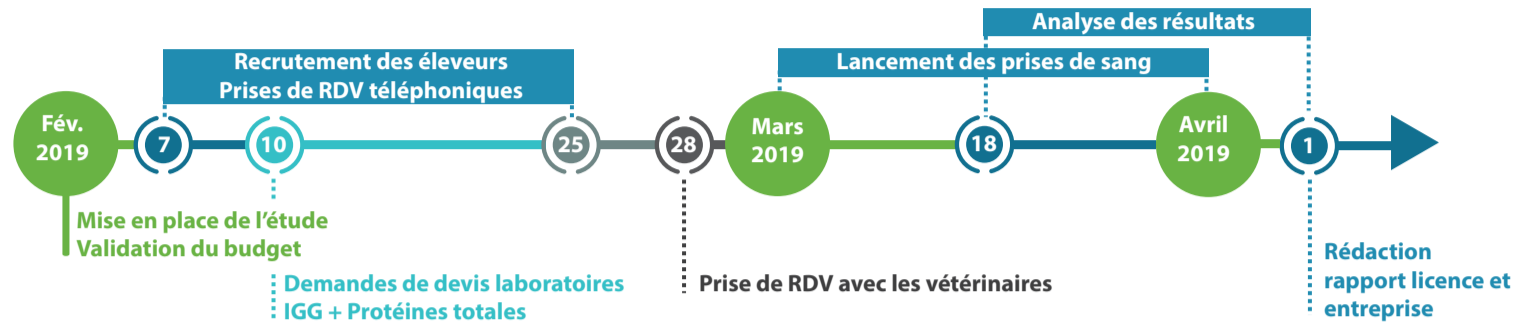 Analyse des résultats
Recrutement des éleveurs
Prises de RDV téléphoniques
Lancement des prises de sang
Fév.
2019
7
10
25
28
Mars
2019
18
Avril
2019
1
Mise en place de l’étude
Validation du budget
Demandes de devis laboratoires
IGG + Protéines totales
Prise de RDV avec les vétérinaires
Rédaction
rapport licence et
entreprise